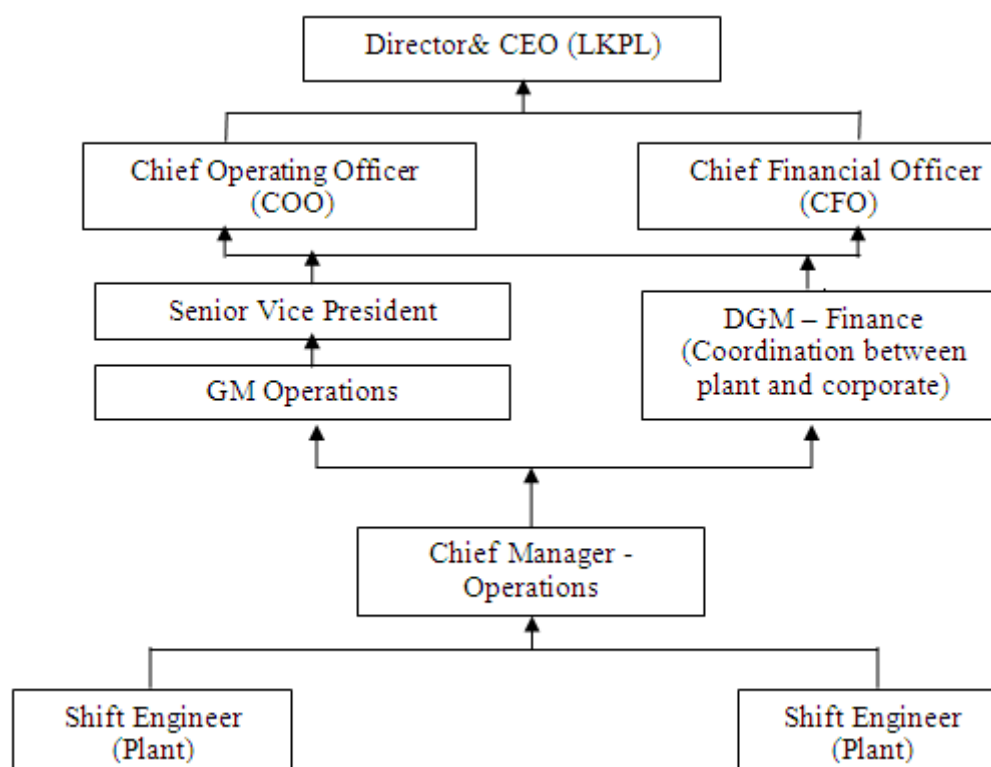 Director& CEO (LKPL)
Chief Operating Officer
(COO)
Chief Financial Officer
(CFO)
Senior Vice President
DGM – Finance
(Coordination between
plant and corporate)
GM Operations
Chief Manager -
Operations
Shift Engineer
(Plant)
Shift Engineer
(Plant)